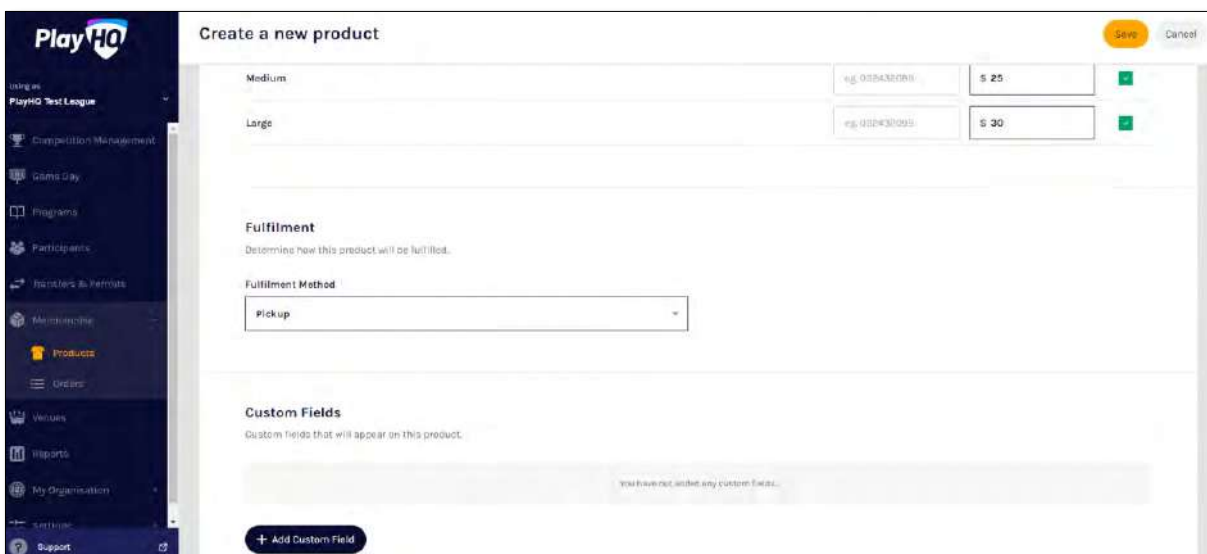 PlayHQ
Create a new product
Save
Cancel
using as
PlayHQ Test League
Competition Management
Game Day
Programs
Participants
Transfers & Permits
Merchandise
Products
Orders
Venues
Reports
My Organisation
Settings
Support
Medium
$ 25
Large
$ 30
Fulfilment
Determine how this product will be fulfilled.
Fulfilment Method
Pickup
Custom Fields
Custom fields that will appear on this product.
You have not added any custom fields.
+ Add Custom Field